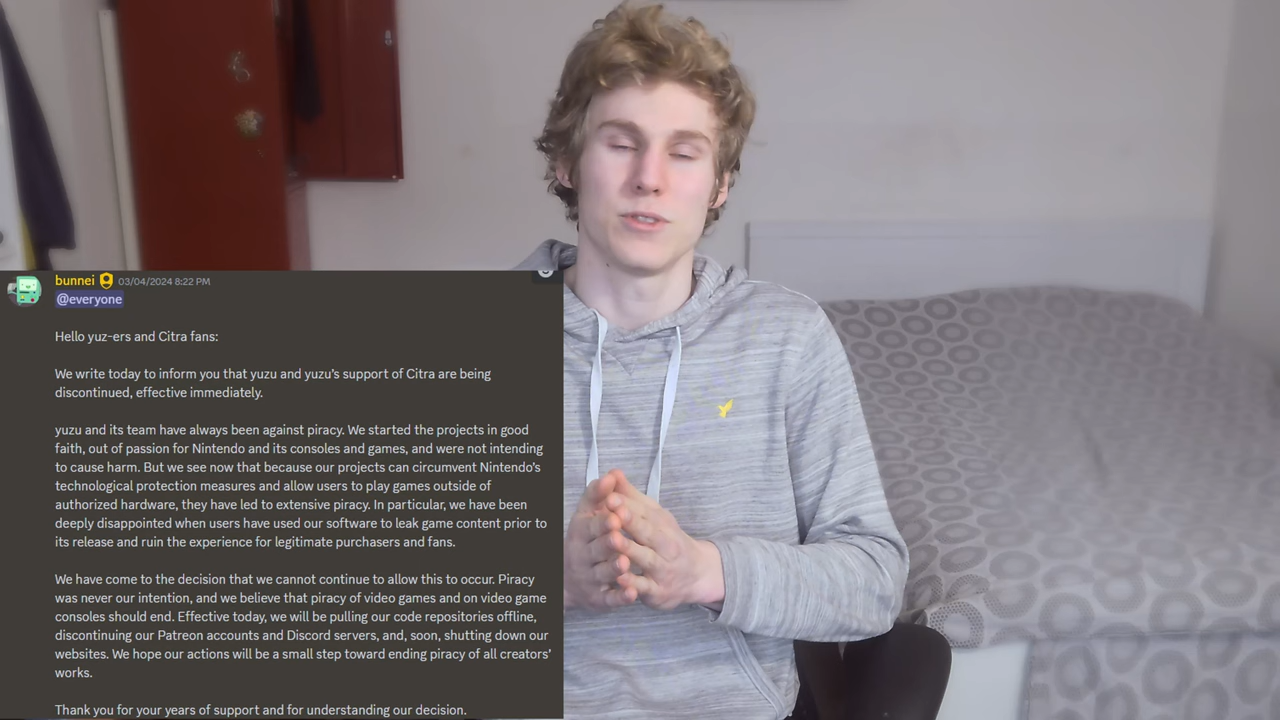 bunnei 03/04/2024 8:22 PM
@everyone
Hello yuz-ers and Citra fans:
We write today to inform you that yuzu and yuzu's support of Citra are being
discontinued, effective immediately.
yuzu and its team have always been against piracy. We started the projects in good
faith, out of passion for Nintendo and its consoles and games, and were not intending
to cause harm. But we see now that because our projects can circumvent Nintendo's
technological protection measures and allow users to play games outside of
authorized hardware, they have led to extensive piracy. In particular, we have been
deeply disappointed when users have used our software to leak game content prior to
its release and ruin the experience for legitimate purchasers and fans.
We have come to the decision that we cannot continue to allow this to occur. Piracy
was never our intention, and we believe that piracy of video games and on video game
consoles should end. Effective today, we will be pulling our code repositories offline,
discontinuing our Patreon accounts and Discord servers, and, soon, shutting down our
websites. We hope our actions will be a small step toward ending piracy of all creators'
works.
Thank you for your years of support and for understanding our decision.